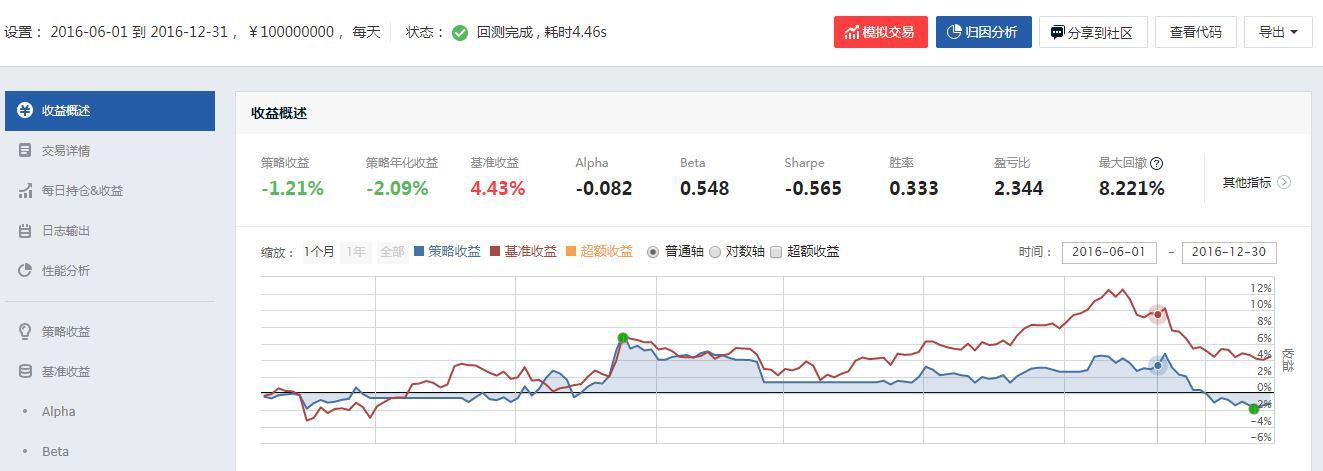 设置： 2016-06-01 到 2016-12-31， ￥100000000， 每天 状态： 回测完成 , 耗时4.46s 模拟交易 归因分析 分享到社区 查看代码 导出
收益概述
交易详情
每日持仓&收益
日志输出
性能分析
策略收益
基准收益
Alpha
Beta
收益概述
策略收益 策略年化收益 基准收益 Alpha Beta Sharpe 胜率 盈亏比 最大回撤
-1.21% -2.09% 4.43% -0.082 0.548 -0.565 0.333 2.344 8.221%
其他指标
缩放： 1个月 1年 全部 策略收益 基准收益 超额收益 普通轴 对数轴 超额收益 时间： 2016-06-01 - 2016-12-30
12%
10%
8%
6%
4%
2%
0%
-2%
-4%
-6%
收益